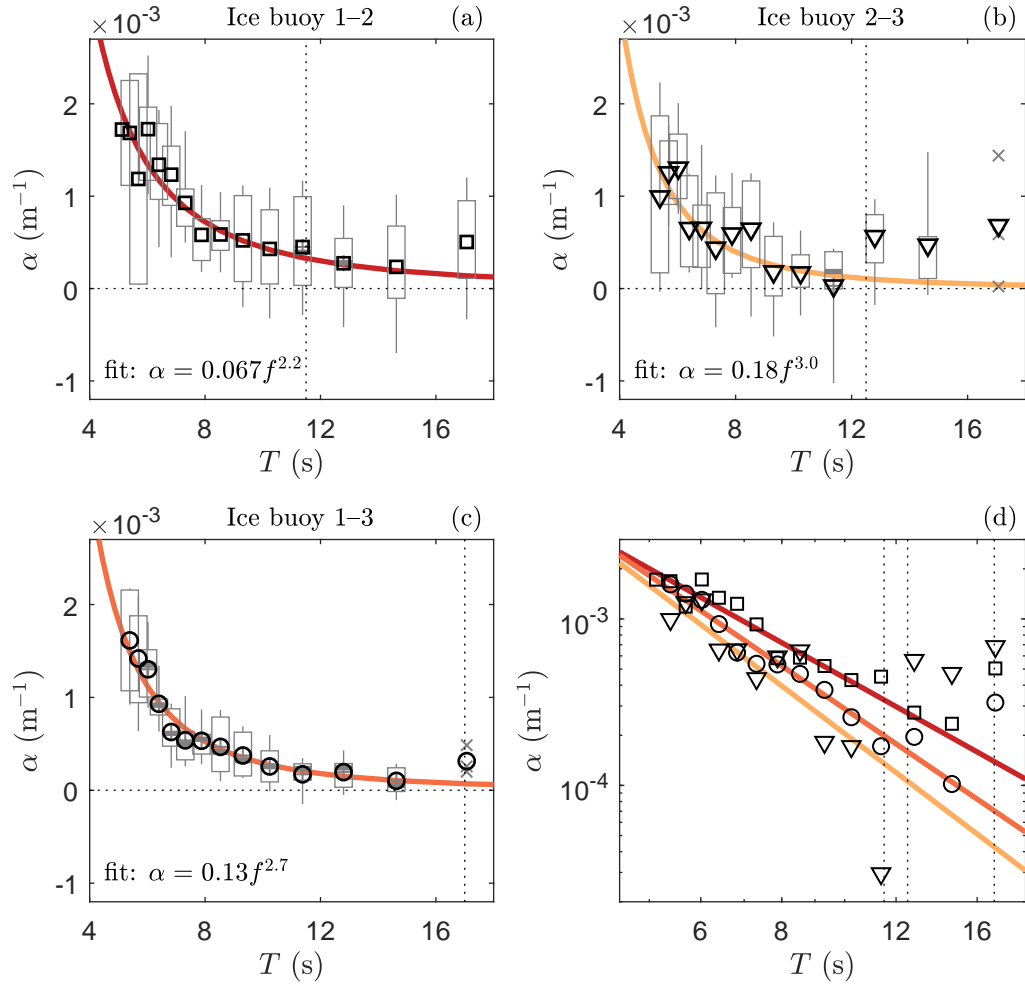 ×10⁻³ Ice buoy 1–2 (a)
2
1
0
-1
α (m⁻¹)
fit: α = 0.067f^{2.2}
4 8 12 16
T (s)
×10⁻³ Ice buoy 2–3 (b)
2
1
0
-1
α (m⁻¹)
fit: α = 0.18f^{3.0}
4 8 12 16
T (s)
×10⁻³ Ice buoy 1–3 (c)
2
1
0
-1
α (m⁻¹)
fit: α = 0.13f^{2.7}
4 8 12 16
T (s)
(d)
10⁻³
10⁻⁴
α (m⁻¹)
6 8 12 16
T (s)